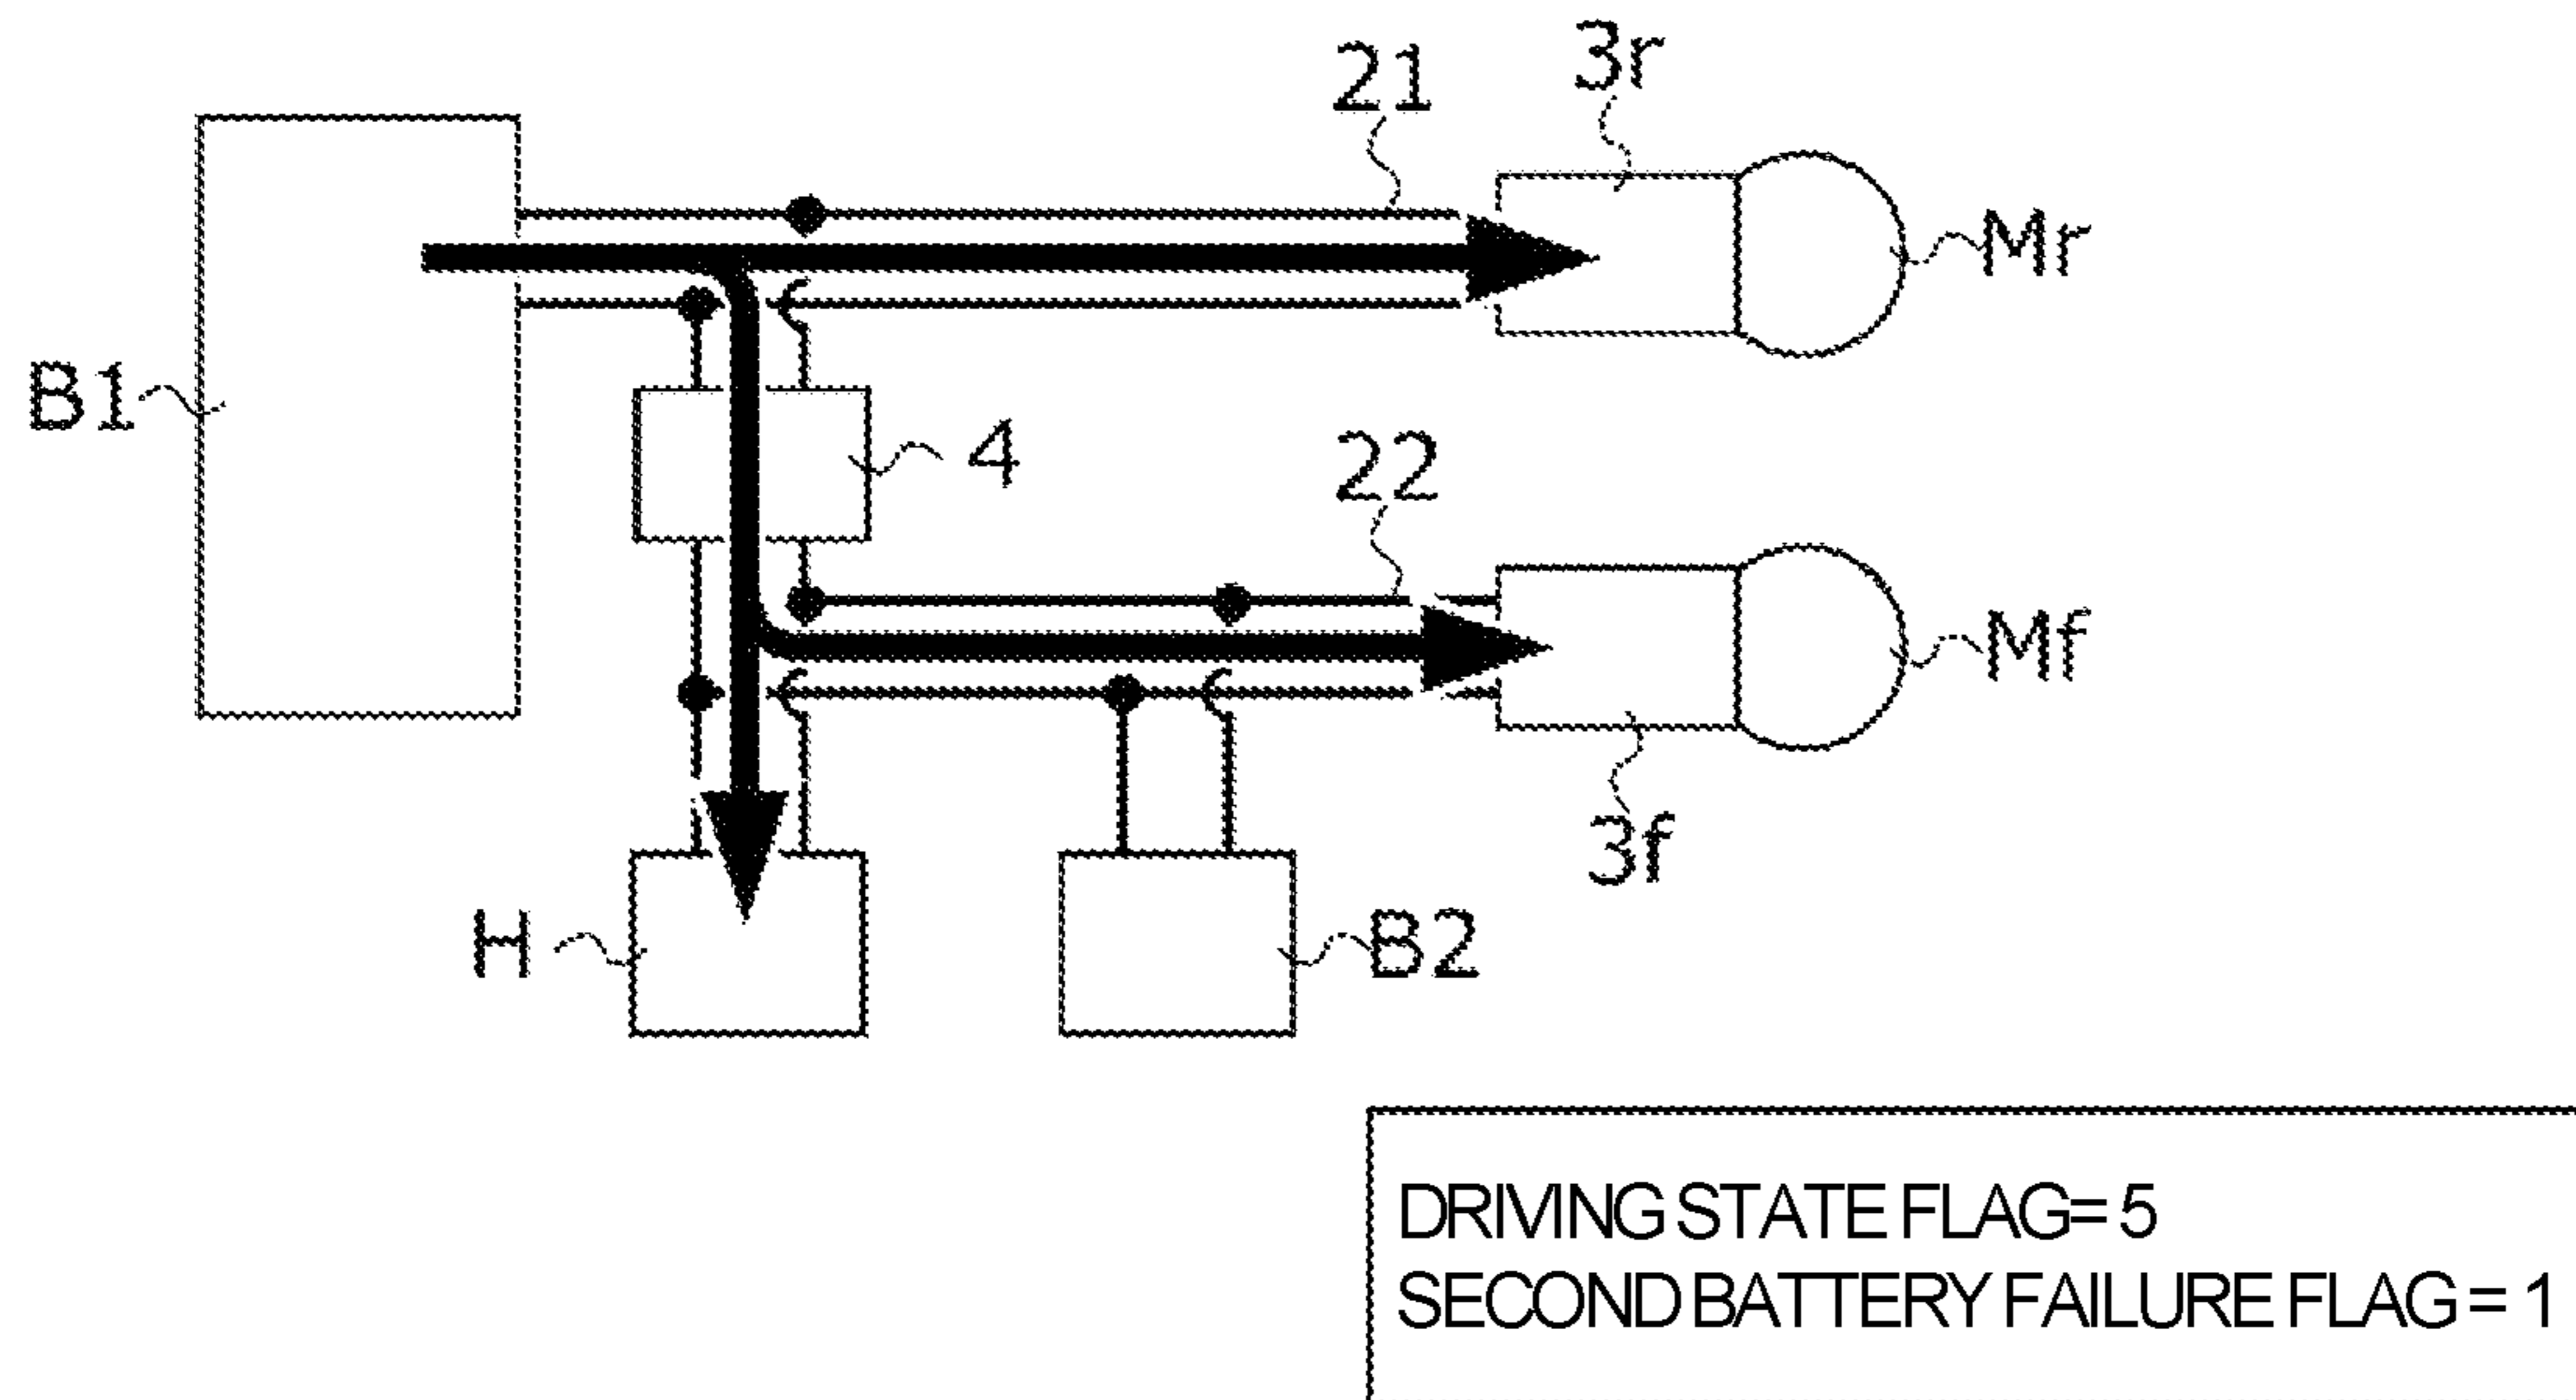 21
3r
Mr
B1
4
22
Mf
3f
H
B2
DRIVING STATE FLAG= 5
SECOND BATTERY FAILURE FLAG = 1